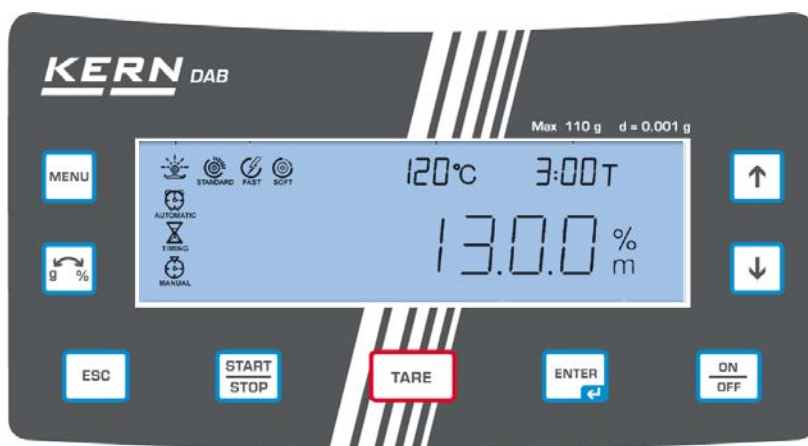 KERN DAB
Max 110 g d = 0.001 g
MENU
STANDARD FAST SOFT
120°C 3:00T
AUTOMATIC
TIMING
13.0.0 % m
MANUAL
g %
ESC
START
STOP
TARE
ENTER
ON
OFF